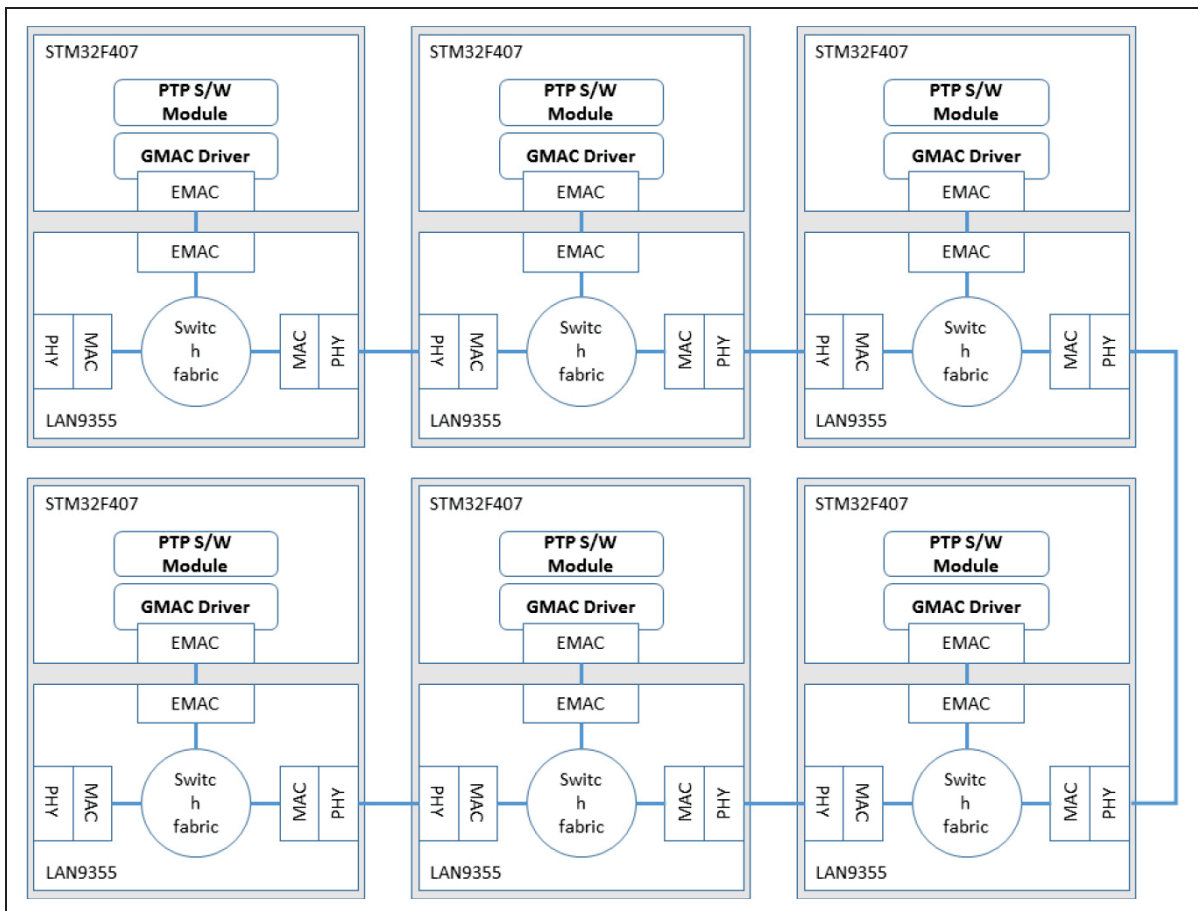 STM32F407
PTP S/W
Module
GMAC Driver
EMAC
EMAC
PHY
MAC
Switc
h
fabric
MAC
PHY
LAN9355
STM32F407
PTP S/W
Module
GMAC Driver
EMAC
EMAC
PHY
MAC
Switc
h
fabric
MAC
PHY
LAN9355
STM32F407
PTP S/W
Module
GMAC Driver
EMAC
EMAC
PHY
MAC
Switc
h
fabric
MAC
PHY
LAN9355
STM32F407
PTP S/W
Module
GMAC Driver
EMAC
EMAC
PHY
MAC
Switc
h
fabric
MAC
PHY
LAN9355
STM32F407
PTP S/W
Module
GMAC Driver
EMAC
EMAC
PHY
MAC
Switc
h
fabric
MAC
PHY
LAN9355
STM32F407
PTP S/W
Module
GMAC Driver
EMAC
EMAC
PHY
MAC
Switc
h
fabric
MAC
PHY
LAN9355